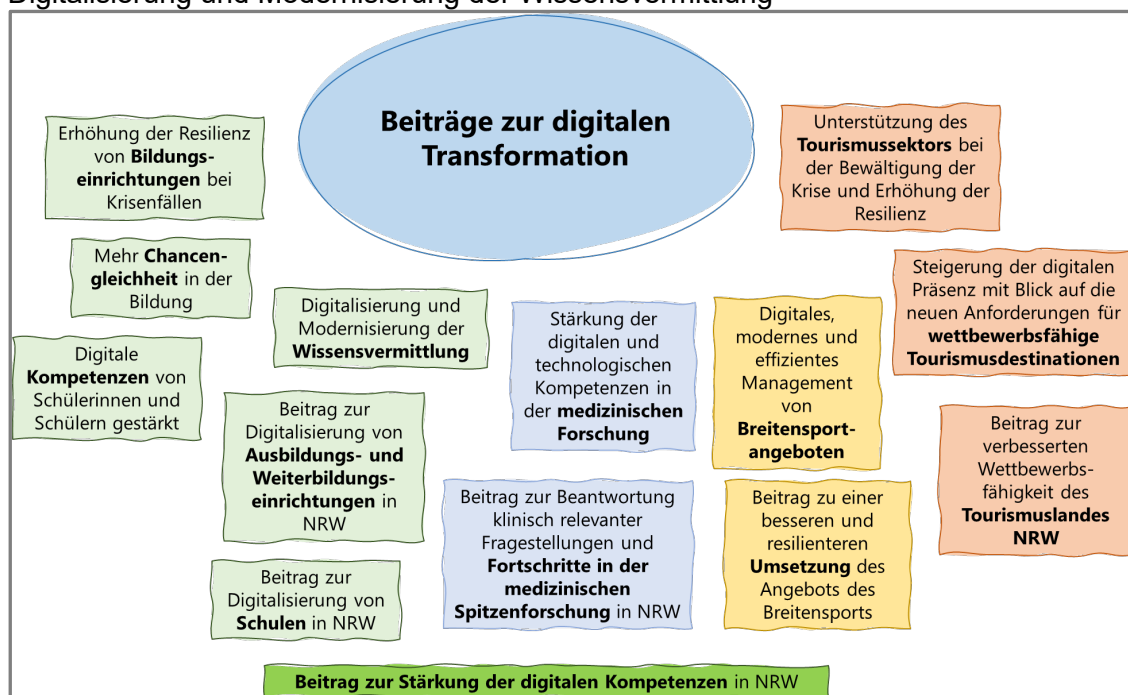 Digitalisierung und Modernisierung der Wissensvermittlung
Beiträge zur digitalen
Transformation
Erhöhung der Resilienz
von Bildungs-
einrichtungen bei
Krisenfällen
Mehr Chancen-
gleichheit in der
Bildung
Digitale
Kompetenzen von
Schülerinnen und
Schülern gestärkt
Digitalisierung und
Modernisierung der
Wissensvermittlung
Beitrag zur
Digitalisierung von
Ausbildungs- und
Weiterbildungs-
einrichtungen in
NRW
Beitrag zur
Digitalisierung von
Schulen in NRW
Stärkung der
digitalen und
technologischen
Kompetenzen in
der medizinischen
Forschung
Beitrag zur Beantwortung
klinisch relevanter
Fragestellungen und
Fortschritte in der
medizinischen
Spitzenforschung in NRW
Digitales,
modernes und
effizientes
Management
von
Breitensport-
angeboten
Beitrag zu einer
besseren und
resilienteren
Umsetzung des
Angebots des
Breitensports
Unterstützung des
Tourismussektors bei
der Bewältigung der
Krise und Erhöhung der
Resilienz
Steigerung der digitalen
Präsenz mit Blick auf die
neuen Anforderungen für
wettbewerbsfähige
Tourismusdestinationen
Beitrag zur
verbesserten
Wettbewerbs-
fähigkeit des
Tourismuslandes
NRW
Beitrag zur Stärkung der digitalen Kompetenzen in NRW